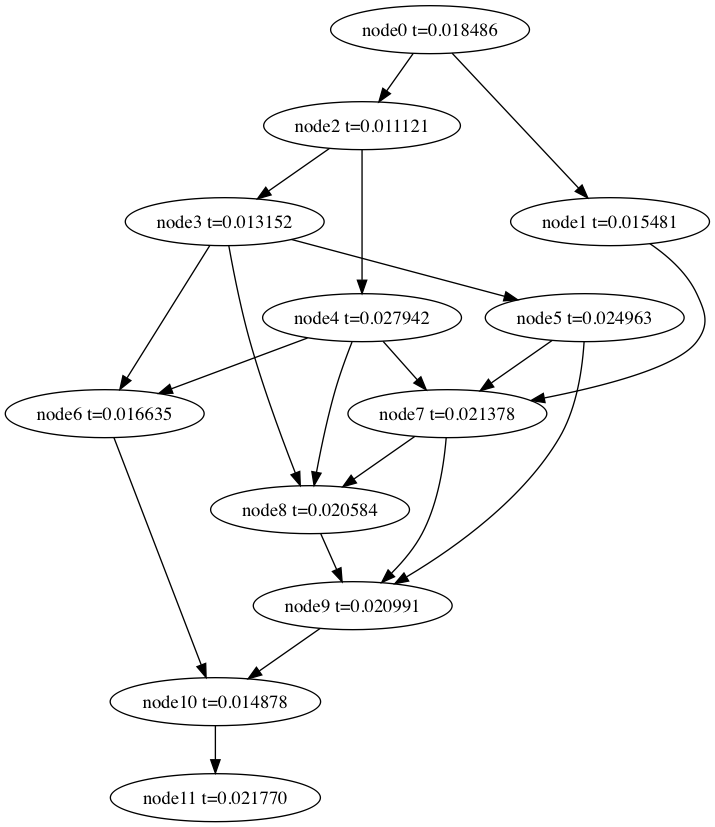 node0 t=0.018486
node2 t=0.011121
node3 t=0.013152
node1 t=0.015481
node4 t=0.027942
node5 t=0.024963
node6 t=0.016635
node7 t=0.021378
node8 t=0.020584
node9 t=0.020991
node10 t=0.014878
node11 t=0.021770